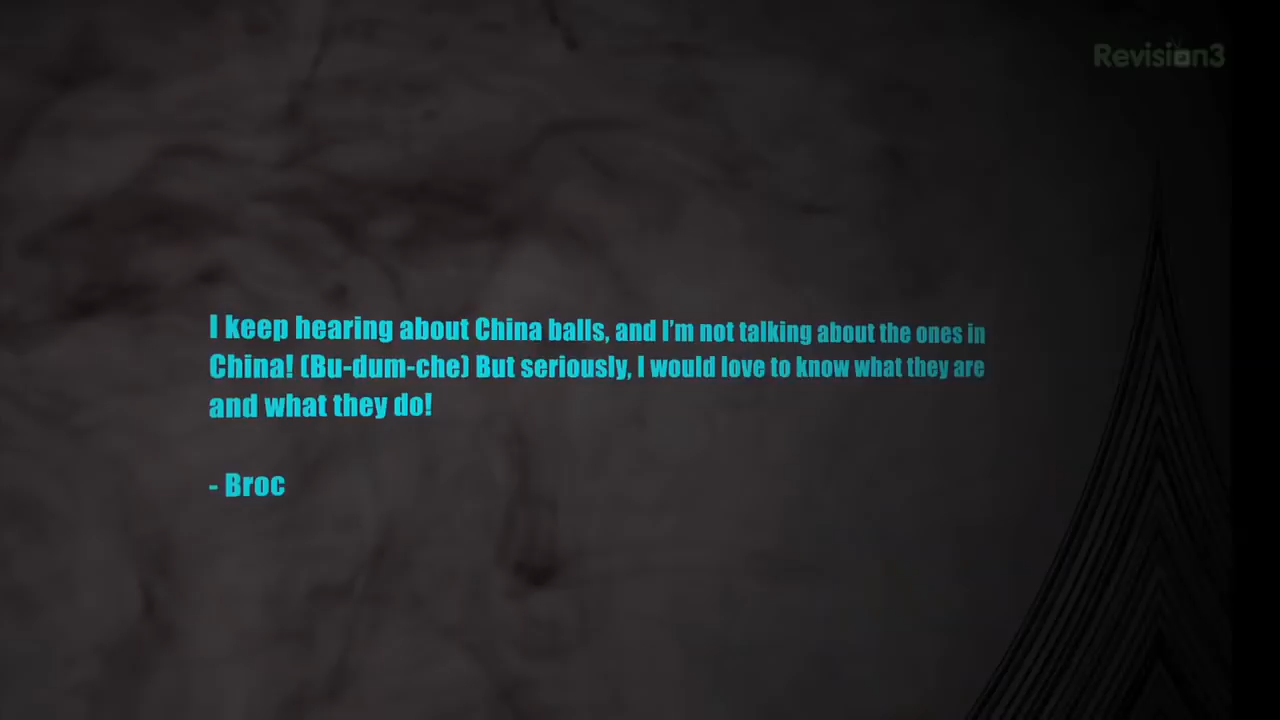 Revision3
I keep hearing about China balls, and I'm not talking about the ones in
China! (Bu-dum-che) But seriously, I would love to know what they are
and what they do!
- Broc